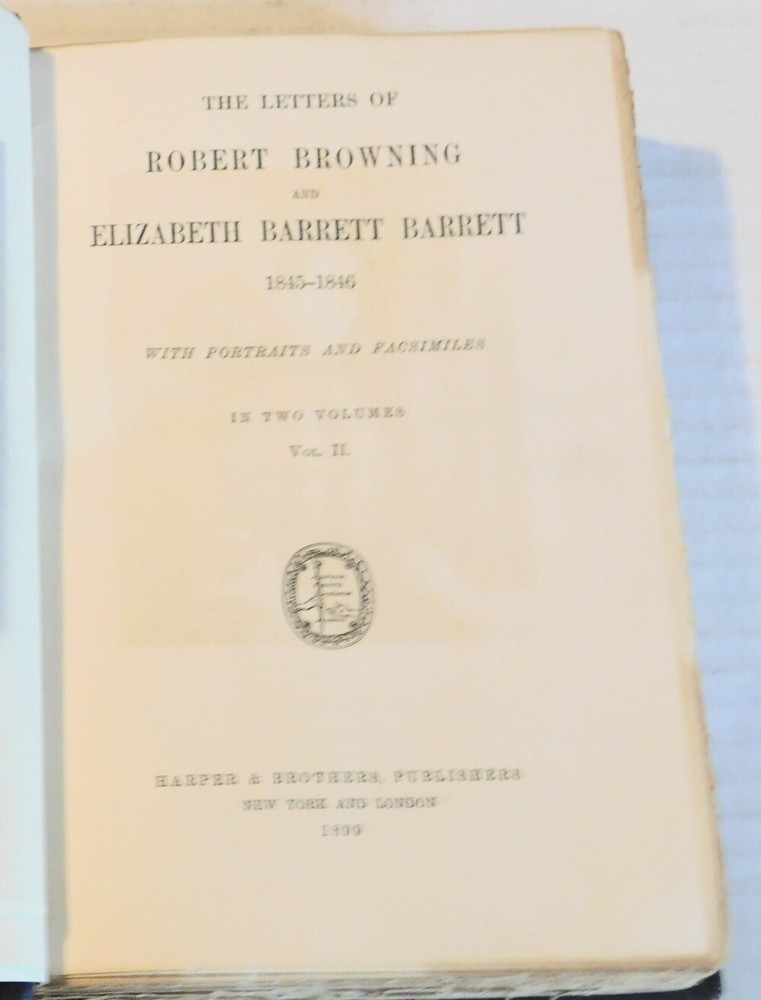 THE LETTERS OF
ROBERT BROWNING
AND
ELIZABETH BARRETT BARRETT
1845–1846
WITH PORTRAITS AND FACSIMILES
IN TWO VOLUMES
VOL. II.
HARPER & BROTHERS, PUBLISHERS
NEW YORK AND LONDON
1899